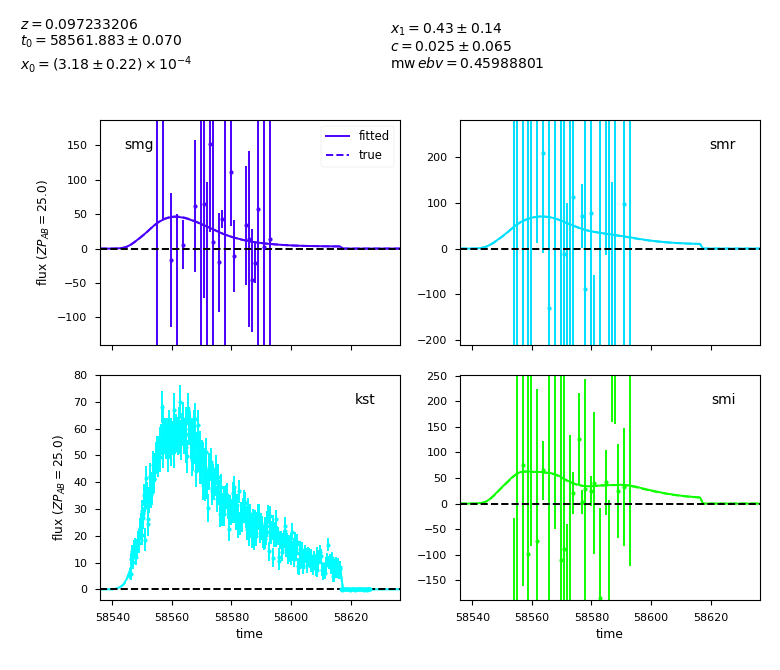 z = 0.097233206
t₀ = 58561.883 ± 0.070
x₀ = (3.18 ± 0.22) × 10⁻⁴
x₁ = 0.43 ± 0.14
c = 0.025 ± 0.065
mw ebv = 0.45988801
smg
fitted
true
150
100
50
0
−50
−100
flux (ZP_AB = 25.0)
smr
200
100
0
−100
−200
kst
80
70
60
50
40
30
20
10
0
flux (ZP_AB = 25.0)
58540 58560 58580 58600 58620
time
smi
250
200
150
100
50
0
−50
−100
−150
58540 58560 58580 58600 58620
time